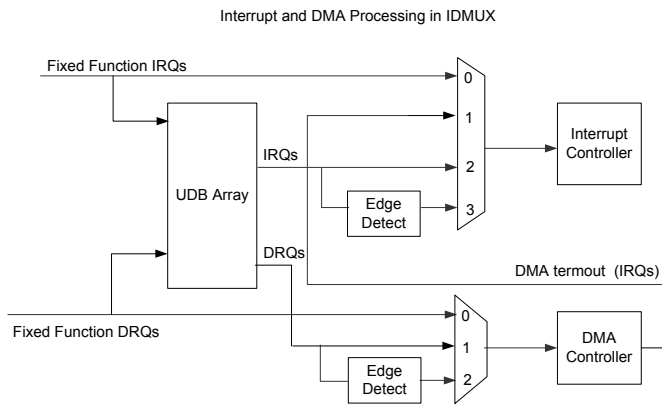 Interrupt and DMA Processing in IDMUX
Fixed Function IRQs
0
1
Interrupt
Controller
IRQs
2
UDB Array
Edge
Detect
3
DRQs
DMA termout (IRQs)
Fixed Function DRQs
0
1
DMA
Controller
Edge
Detect
2